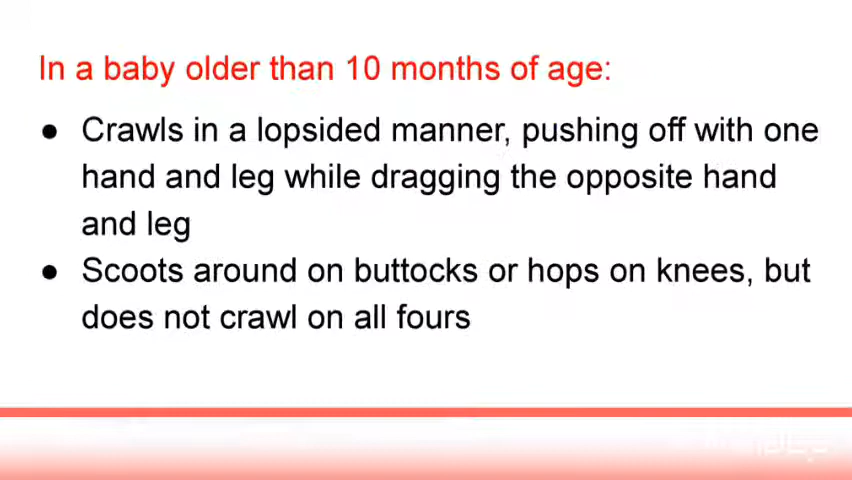 In a baby older than 10 months of age:
● Crawls in a lopsided manner, pushing off with one
hand and leg while dragging the opposite hand
and leg
● Scoots around on buttocks or hops on knees, but
does not crawl on all fours